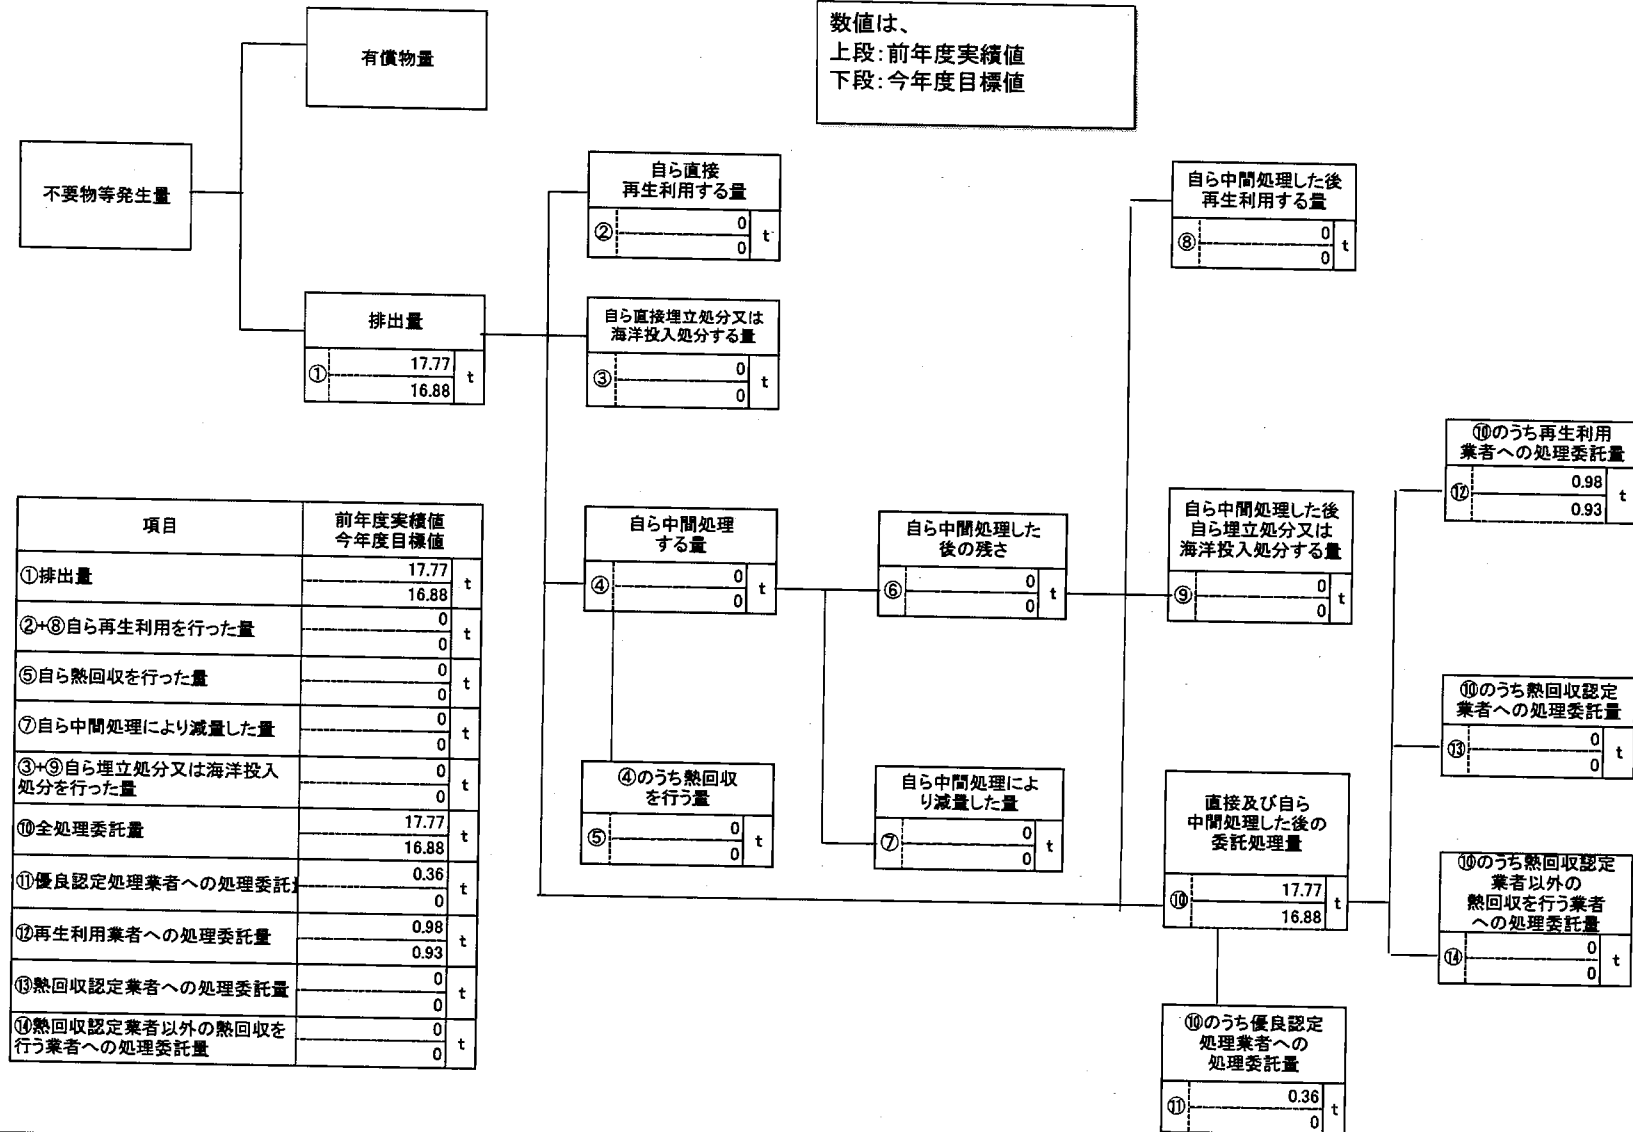 有償物量
数値は、
上段：前年度実績値
下段：今年度目標値
不要物等発生量
排出量
① 17.77 t
16.88
自ら直接
再生利用する量
② 0 t
0
自ら直接埋立処分又は
海洋投入処分する量
③ 0 t
0
自ら中間処理
する量
④ 0 t
0
④のうち熱回収
を行う量
⑤ 0 t
0
自ら中間処理した
後の残さ
⑥ 0 t
0
自ら中間処理によ
り減量した量
⑦ 0 t
0
自ら中間処理した後
再生利用する量
⑧ 0 t
0
自ら中間処理した後
自ら埋立処分又は
海洋投入処分する量
⑨ 0 t
0
直接及び自ら
中間処理した後の
委託処理量
⑩ 17.77 t
16.88
⑩のうち優良認定
処理業者への
処理委託量
⑪ 0.36 t
0
⑩のうち再生利用
業者への処理委託量
⑫ 0.98 t
0.93
⑩のうち熱回収認定
業者への処理委託量
⑬ 0 t
0
⑩のうち熱回収認定
業者以外の
熱回収を行う業者
への処理委託量
⑭ 0 t
0
項目 前年度実績値
今年度目標値
①排出量 17.77 t
16.88
②+⑧自ら再生利用を行った量 0 t
0
⑤自ら熱回収を行った量 0 t
0
⑦自ら中間処理により減量した量 0 t
0
③+⑨自ら埋立処分又は海洋投入
処分を行った量 0 t
0
⑩全処理委託量 17.77 t
16.88
⑪優良認定処理業者への処理委託 0.36 t
0
⑫再生利用業者への処理委託量 0.98 t
0.93
⑬熱回収認定業者への処理委託量 0 t
0
⑭熱回収認定業者以外の熱回収を
行う業者への処理委託量 0 t
0